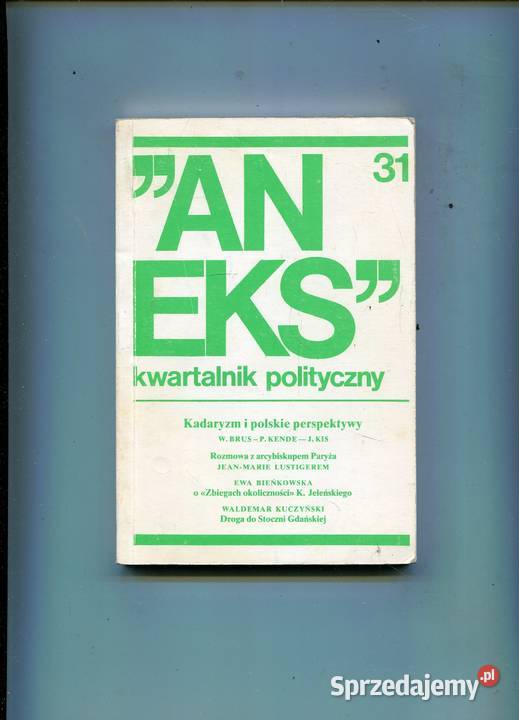 "AN
31
EKS"
kwartalnik polityczny
Kadaryzm i polskie perspektywy
W. BRUS – P. KENDE — J. KIS
Rozmowa z arcybiskupem Paryża
JEAN-MARIE LUSTIGEREM
EWA BIEŃKOWSKA
o «Zbiegach okoliczności» K. Jeleńskiego
WALDEMAR KUCZYŃSKI
Droga do Stoczni Gdańskiej
Sprzedajemy.pl